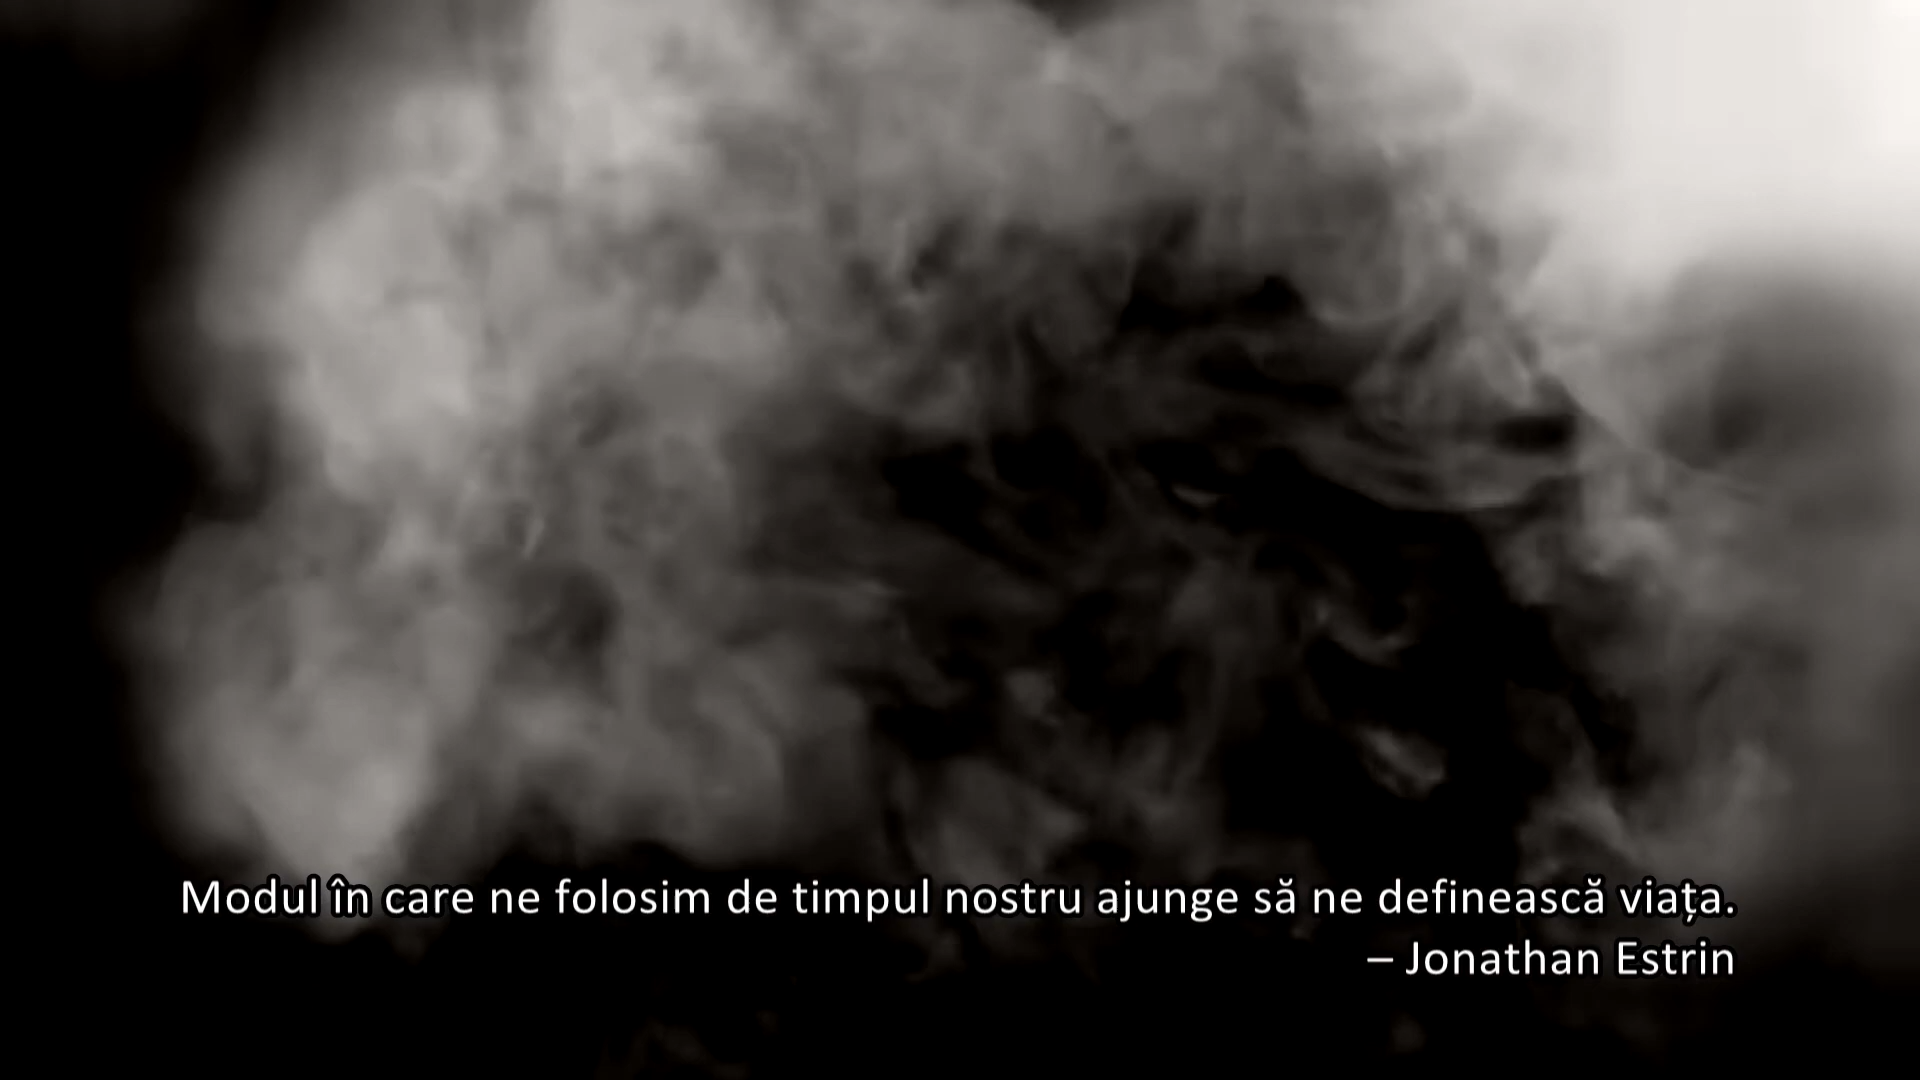 Modul în care ne folosim de timpul nostru ajunge să ne definească viața.
– Jonathan Estrin